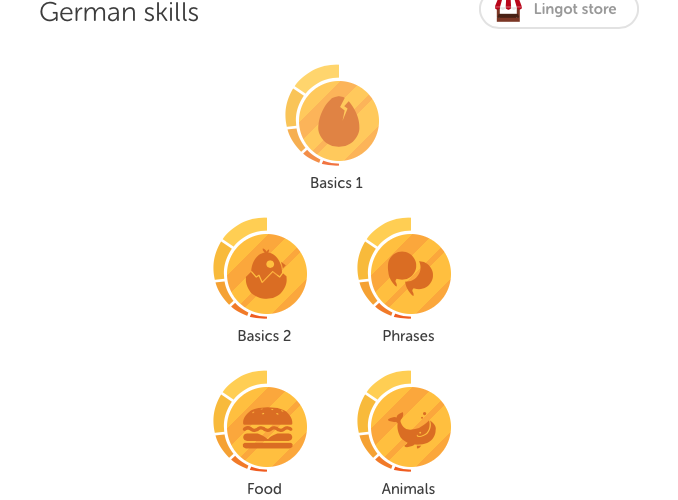 German skills
Lingot store
Basics 1
Basics 2
Phrases
Food
Animals